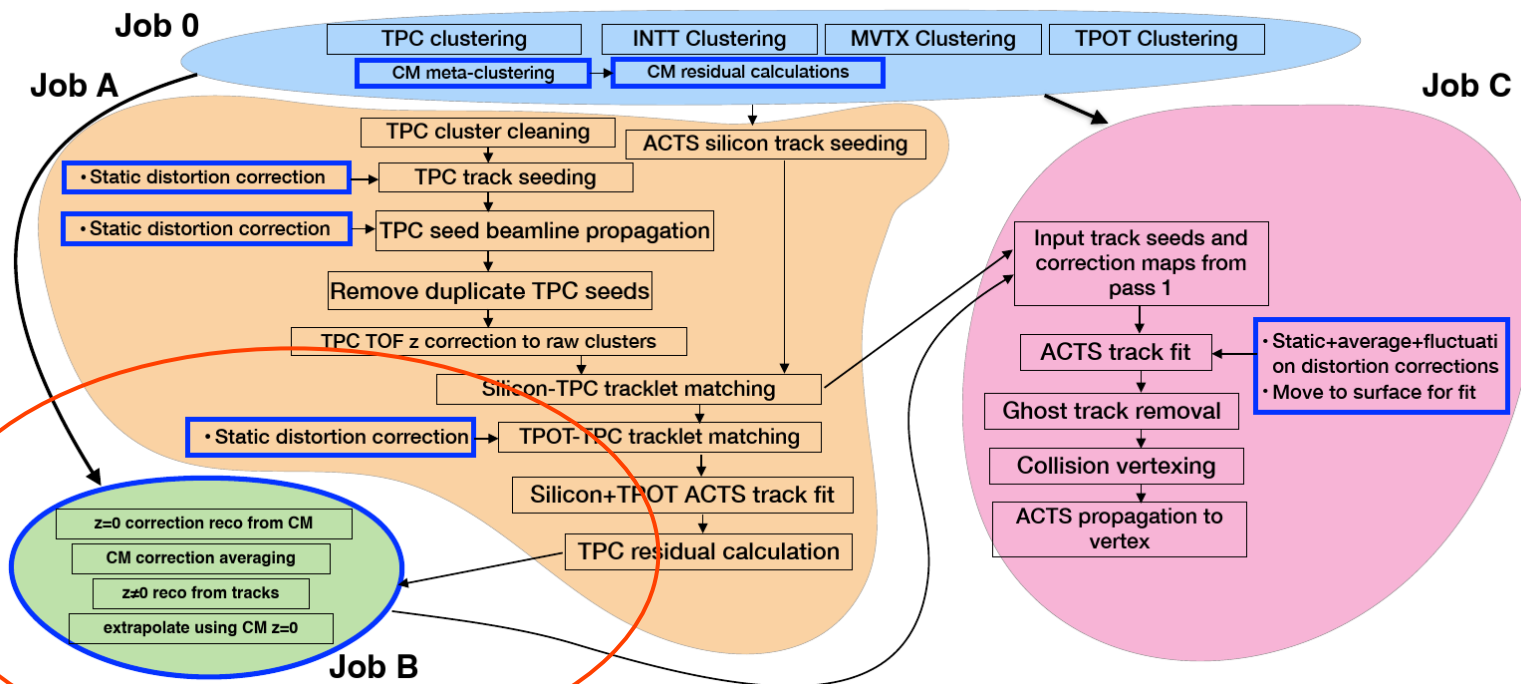 Job 0
TPC clustering
INTT Clustering
MVTX Clustering
TPOT Clustering
CM meta-clustering
CM residual calculations
Job A
TPC cluster cleaning
ACTS silicon track seeding
• Static distortion correction
TPC track seeding
• Static distortion correction
TPC seed beamline propagation
Remove duplicate TPC seeds
TPC TOF z correction to raw clusters
Silicon-TPC tracklet matching
• Static distortion correction
TPOT-TPC tracklet matching
Silicon+TPOT ACTS track fit
TPC residual calculation
z=0 correction reco from CM
CM correction averaging
z≠0 reco from tracks
extrapolate using CM z=0
Job B
Job C
Input track seeds and
correction maps from
pass 1
ACTS track fit
• Static+average+fluctuati
on distortion corrections
• Move to surface for fit
Ghost track removal
Collision vertexing
ACTS propagation to
vertex